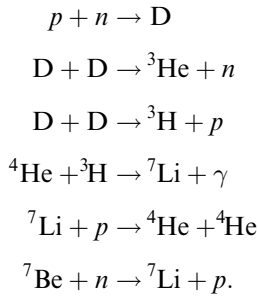 p + n → D
D + D → ³He + n
D + D → ³H + p
⁴He +³H → ⁷Li + γ
⁷Li + p → ⁴He +⁴He
⁷Be + n → ⁷Li + p.